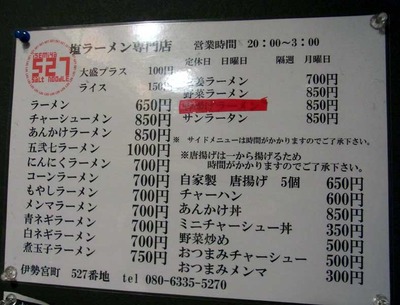 塩ラーメン専門店
営業時間 20:00~3:00
定休日 日曜日 隔週 月曜日
527
SALT NOODLE
大盛プラス 100円
ライス 150円
ラーメン 650円
チャーシューメン 850円
あんかけラーメン 850円
五弐七ラーメン 1000円
にんにくラーメン 700円
コーンラーメン 700円
もやしラーメン 700円
メンマラーメン 700円
青ネギラーメン 700円
白ネギラーメン 700円
煮玉子ラーメン 750円
ラーメン 700円
野菜ラーメン 850円
ラーメン 850円
サンラータン 850円
※ サイドメニューは時間がかかりますのでご了承下さい。
※唐揚げは一から揚げるため
時間がかかりますのでご了承下さい。
自家製 唐揚げ 5個 650円
チャーハン 600円
あんかけ丼 850円
ミニチャーシュー丼 350円
野菜炒め 500円
おつまみチャーシュー 500円
おつまみメンマ 300円
伊勢宮町 527番地 tel 080-6335-5270